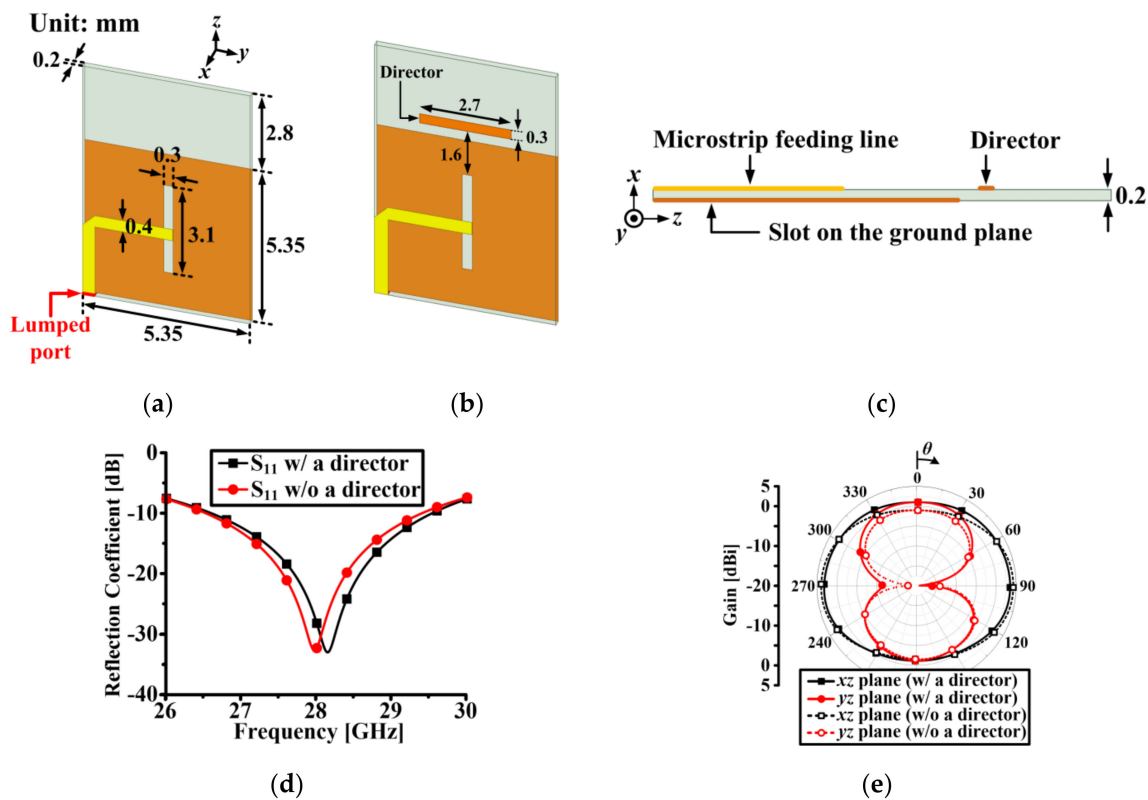 Unit: mm
z
y
x
0.2
2.8
0.3
0.4
3.1
5.35
Lumped
port
5.35
(a)
Director
2.7
0.3
1.6
(b)
Microstrip feeding line
Director
x
y
z
0.2
Slot on the ground plane
(c)
0
-10
-20
-30
-40
Reflection Coefficient [dB]
S11 w/ a director
S11 w/o a director
26
27
28
29
30
Frequency [GHz]
(d)
θ
0
30
60
90
120
240
270
300
330
5
0
-10
-20
-10
0
5
Gain [dBi]
xz plane (w/ a director)
yz plane (w/ a director)
xz plane (w/o a director)
yz plane (w/o a director)
(e)